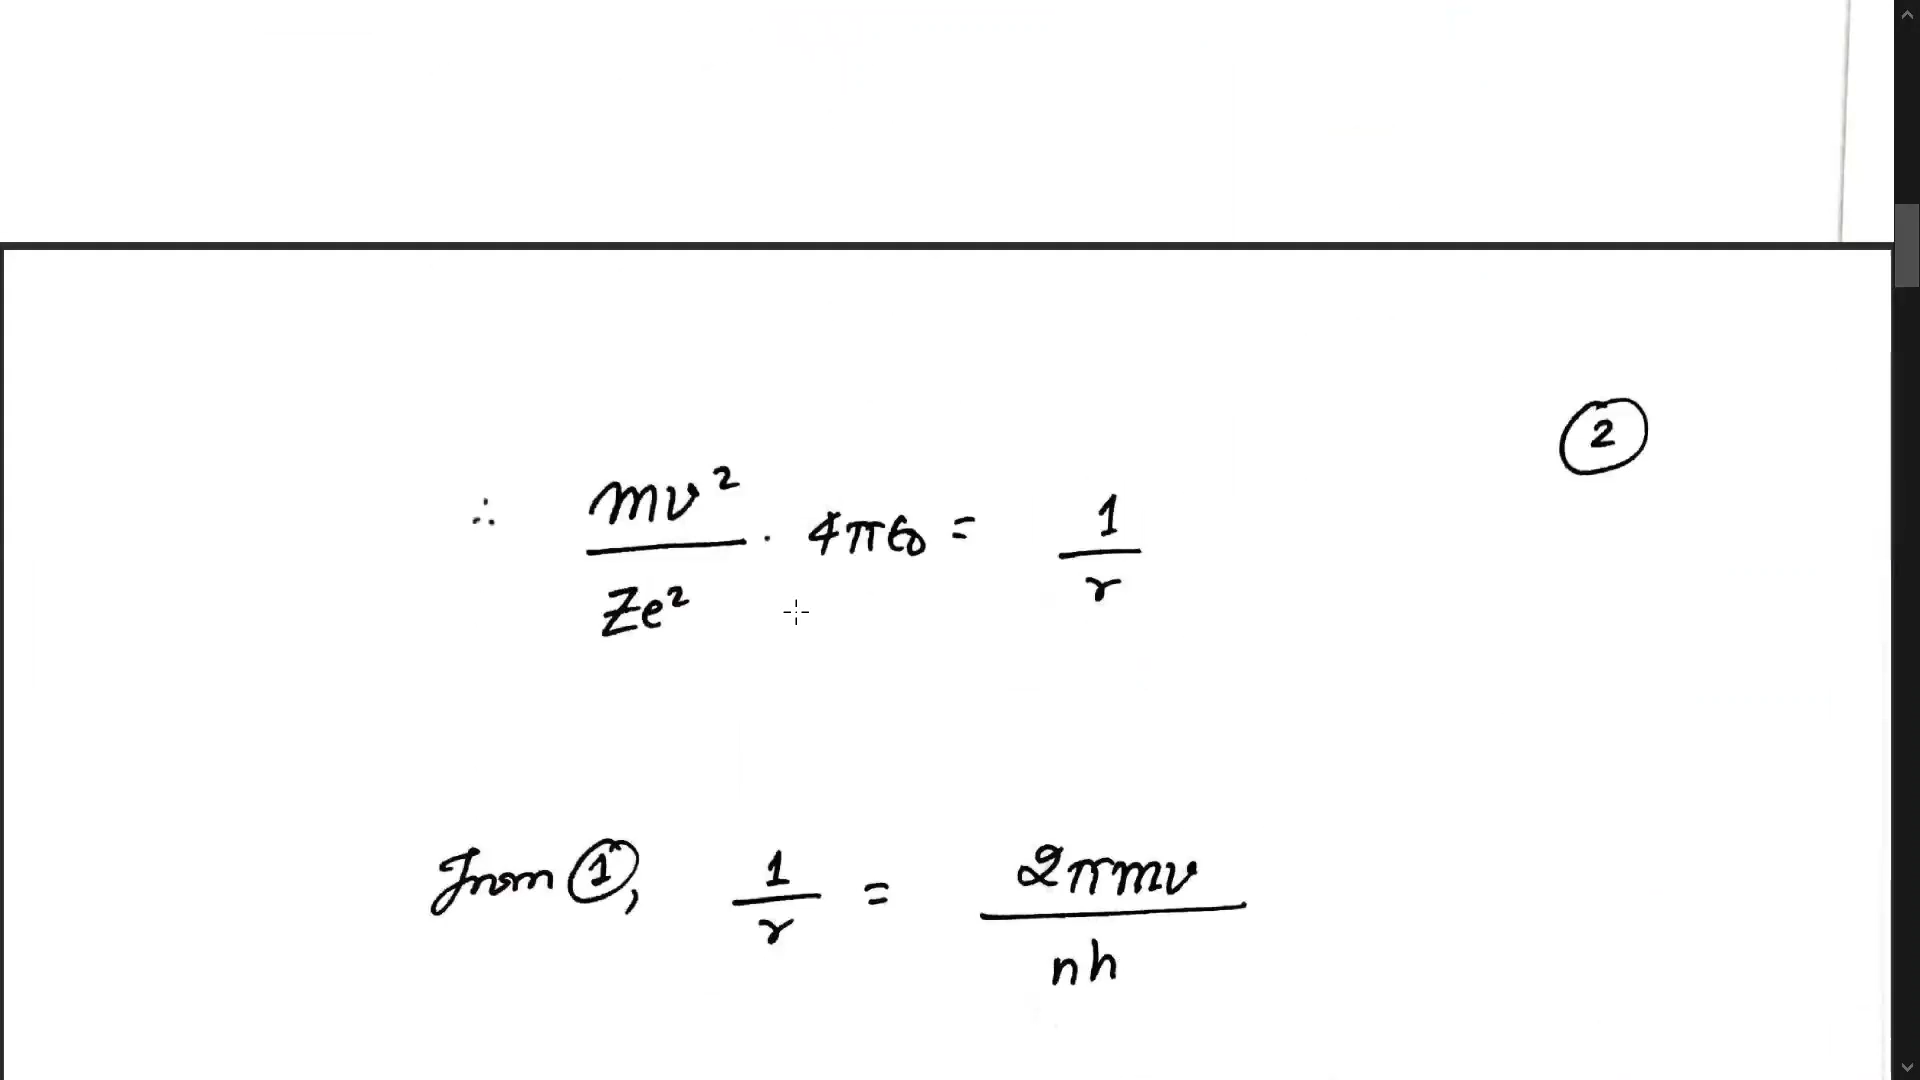 ∴ mv²/Ze² · 4πϵ₀ = 1/r ②
From ①, 1/r = 2πmv/nh